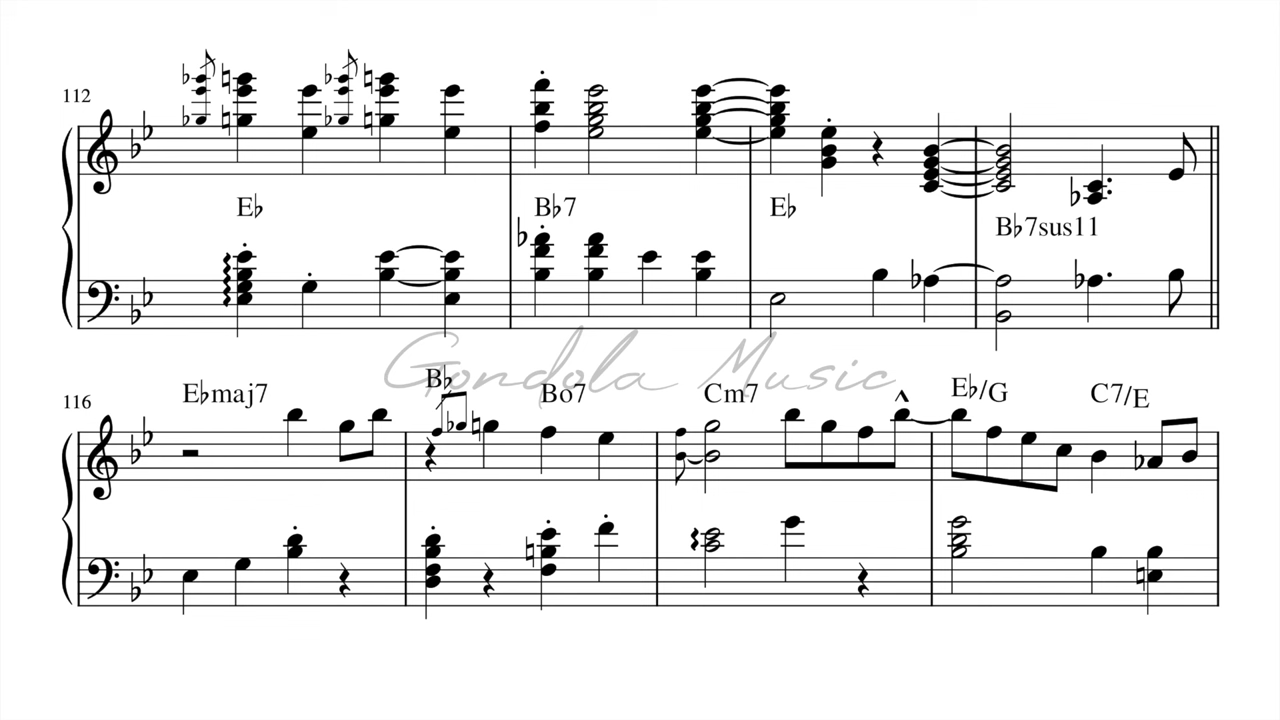 112
E♭ B♭7 E♭ B♭7sus11
Gondola Music
116
E♭maj7 B♭ Bo7 Cm7 E♭/G C7/E